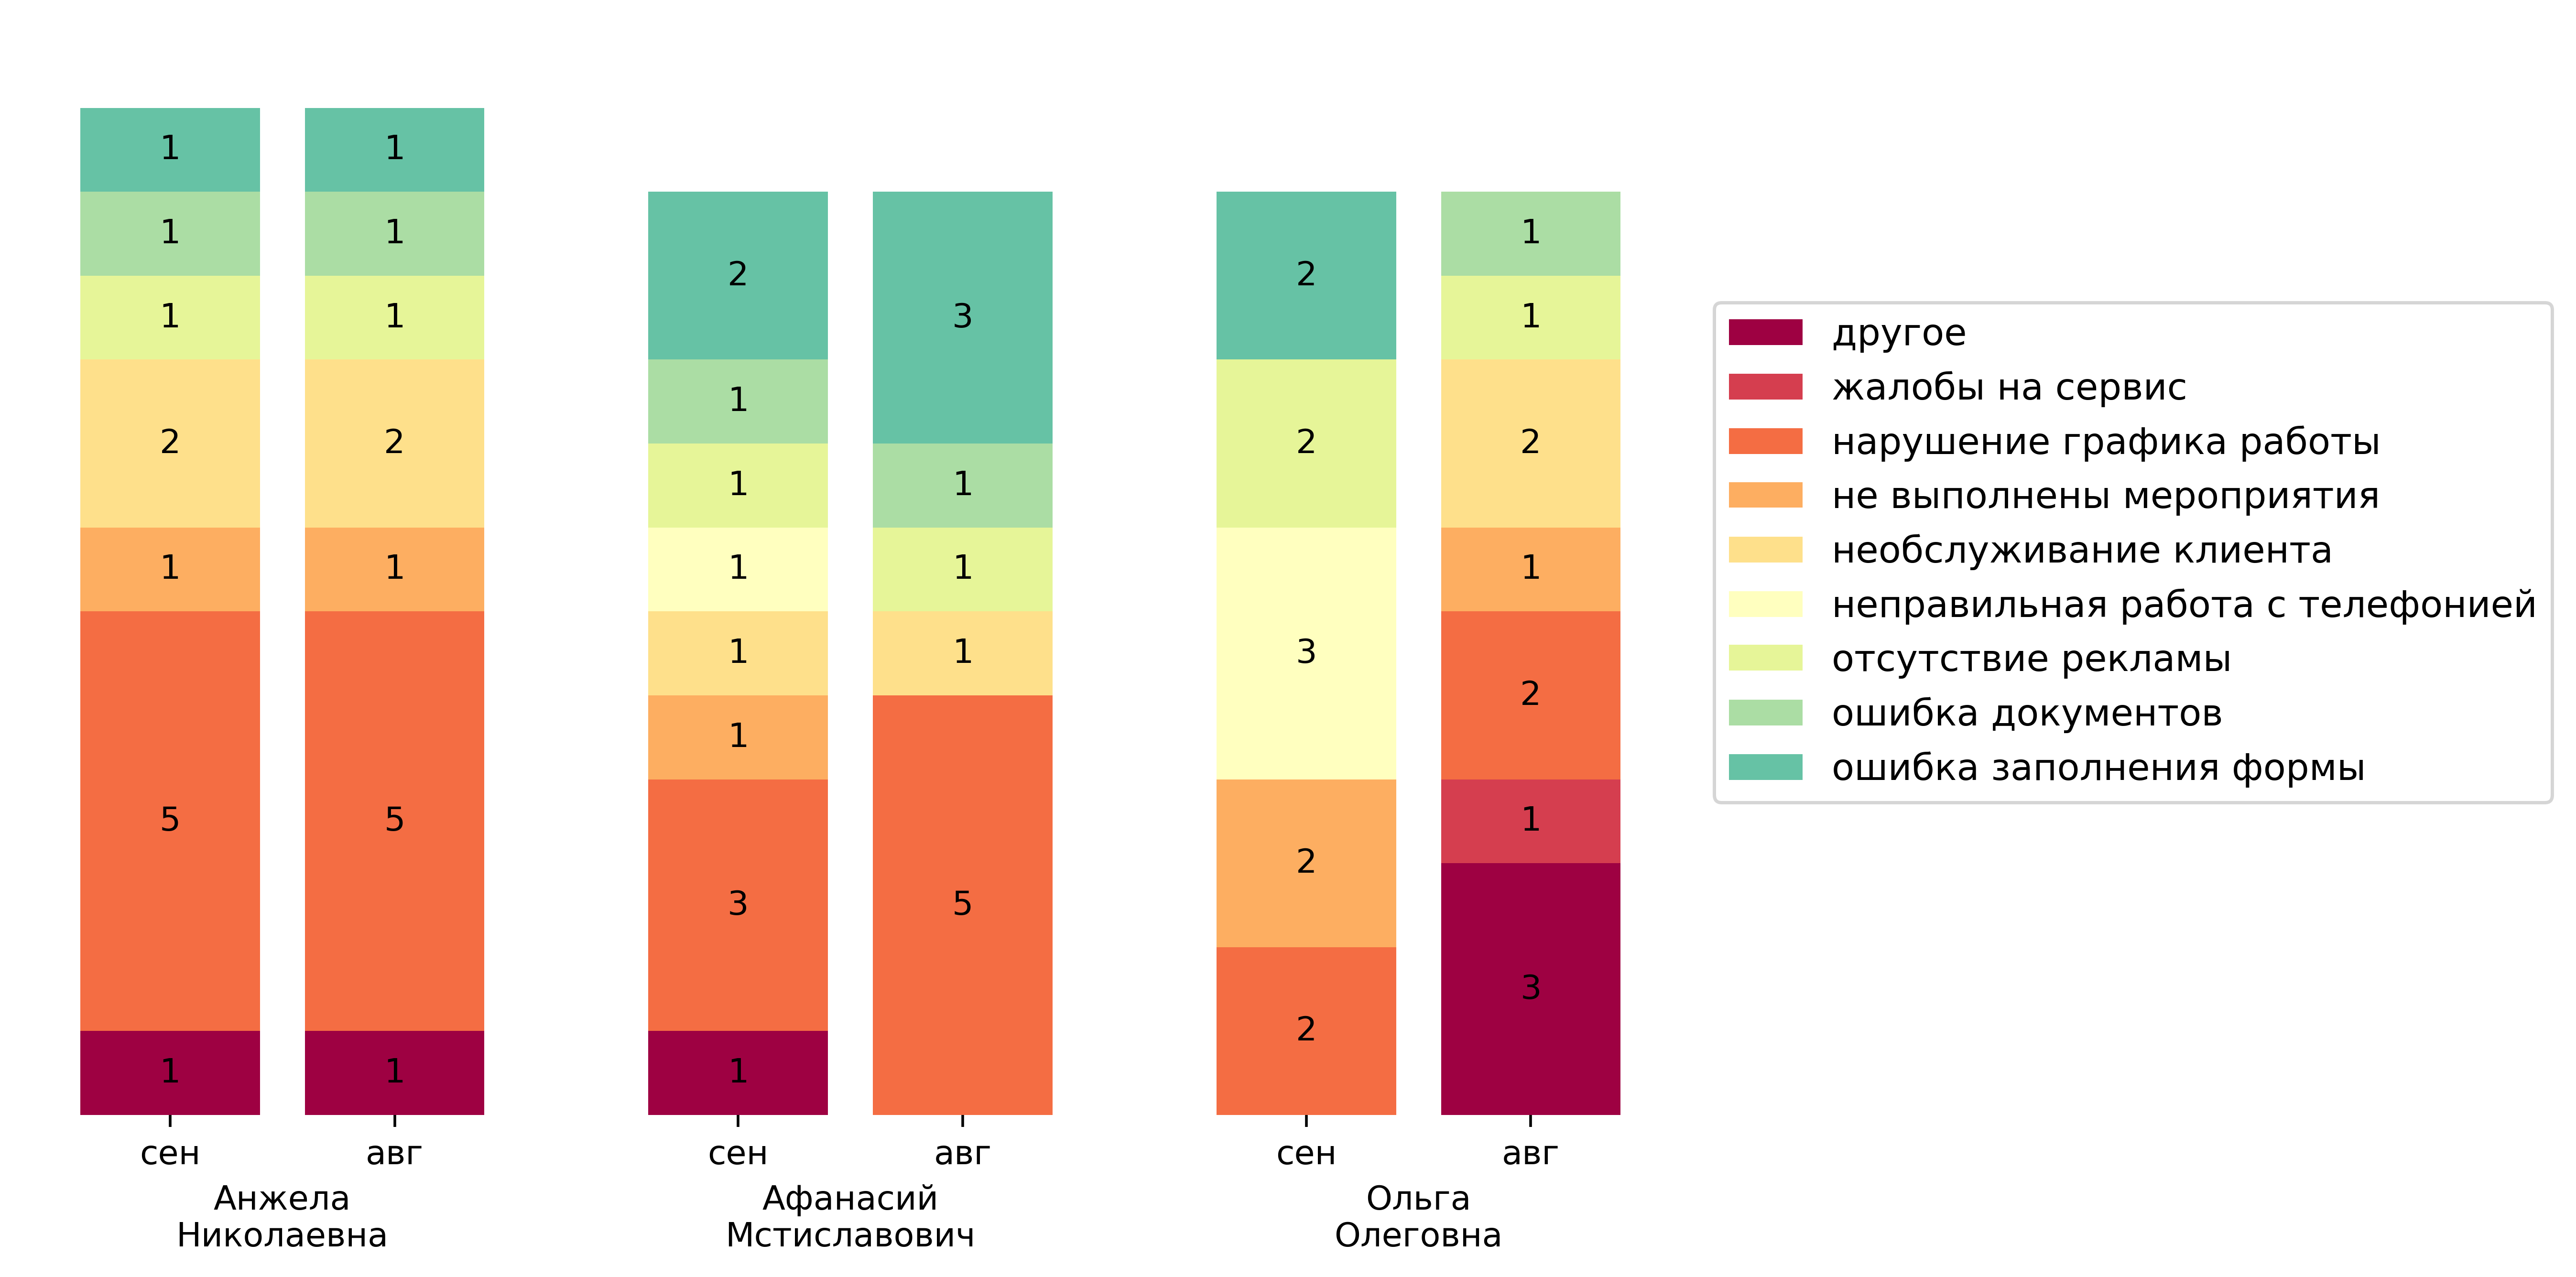 1
1
1
2
1
5
1
1
1
1
2
1
5
1
2
1
1
1
1
1
3
1
3
1
1
1
5
2
2
3
2
2
1
1
2
1
2
1
3
сен
авг
сен
авг
сен
авг
Анжела
Николаевна
Афанасий
Мстиславович
Ольга
Олеговна
другое
жалобы на сервис
нарушение графика работы
не выполнены мероприятия
необслуживание клиента
неправильная работа с телефонией
отсутствие рекламы
ошибка документов
ошибка заполнения формы